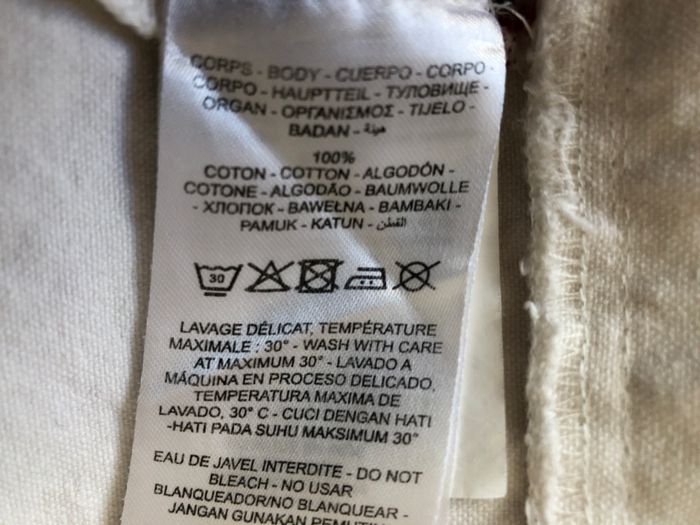 CORPS - BODY - CUERPO - CORPO -
CORPO - HAUPTTEIL - ТУЛОВИЩЕ -
ORGAN - ΟΡΓΑΝΙΣΜΟΣ - TIJELO -
BADAN - هيئة
100%
COTON - COTTON - ALGODÓN -
COTONE - ALGODÃO - BAUMWOLLE
- ХЛОПОК - BAWEŁNA - BAMBAKI -
PAMUK - KATUN - القطن
30
LAVAGE DÉLICAT, TEMPÉRATURE
MAXIMALE : 30° - WASH WITH CARE
AT MAXIMUM 30° - LAVADO A
MÁQUINA EN PROCESO DELICADO,
TEMPERATURA MAXIMA DE
LAVADO, 30° C - CUCI DENGAN HATI
-HATI PADA SUHU MAKSIMUM 30°
EAU DE JAVEL INTERDITE - DO NOT
BLEACH - NO USAR
BLANQUEADOR/NO BLANQUEAR -
JANGAN GUNAKAN PEMUTIH